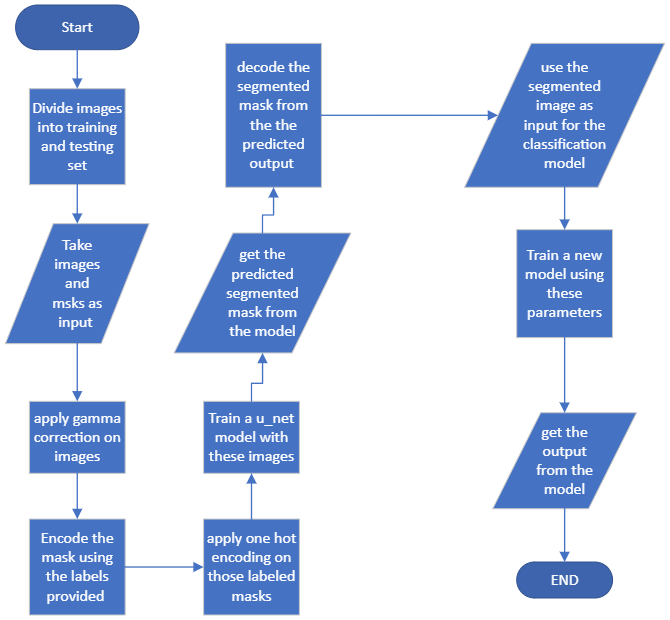 Start
Divide images
into training
and testing
set
Take
images
and
msks as
input
apply gamma
correction on
images
Encode the
mask using
the labels
provided
apply one hot
encoding on
those labeled
masks
Train a u_net
model with
these images
get the
predicted
segmented
mask from
the model
decode the
segmented
mask from
the the
predicted
output
use the
segmented
image as
input for the
classification
model
Train a new
model using
these
parameters
get the
output
from the
model
END